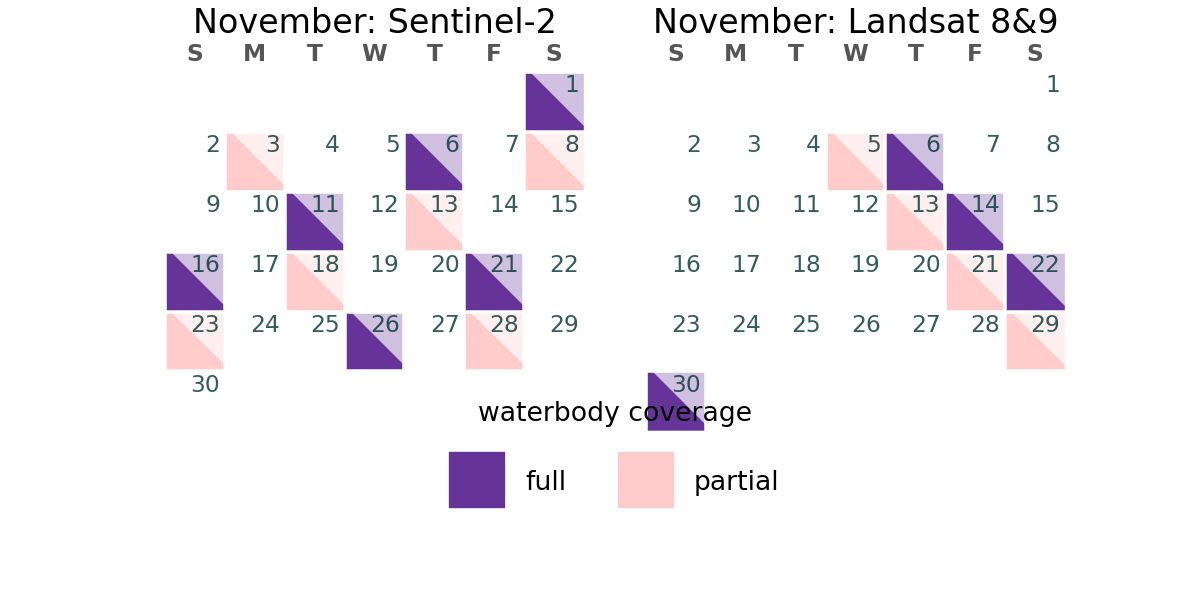 November: Sentinel-2
S M T W T F S
1
2 3 4 5 6 7 8
9 10 11 12 13 14 15
16 17 18 19 20 21 22
23 24 25 26 27 28 29
30
November: Landsat 8&9
S M T W T F S
1
2 3 4 5 6 7 8
9 10 11 12 13 14 15
16 17 18 19 20 21 22
23 24 25 26 27 28 29
30
waterbody coverage
full partial